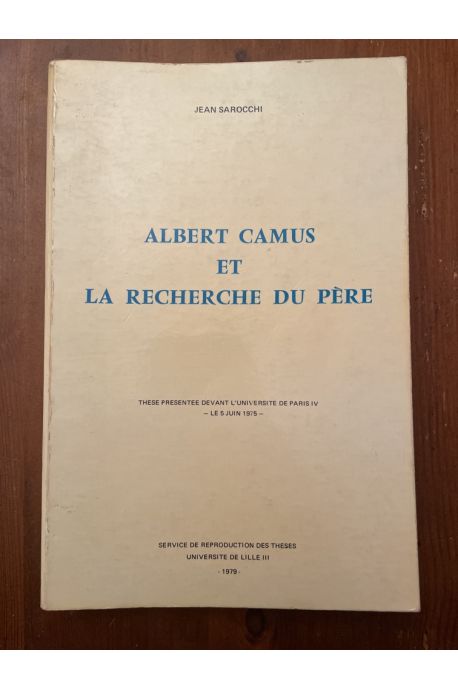 JEAN SAROCCHI
ALBERT CAMUS
ET
LA RECHERCHE DU PÈRE
THESE PRESENTEE DEVANT L'UNIVERSITE DE PARIS IV
– LE 5 JUIN 1975 –
SERVICE DE REPRODUCTION DES THESES
UNIVERSITE DE LILLE III
- 1979 -